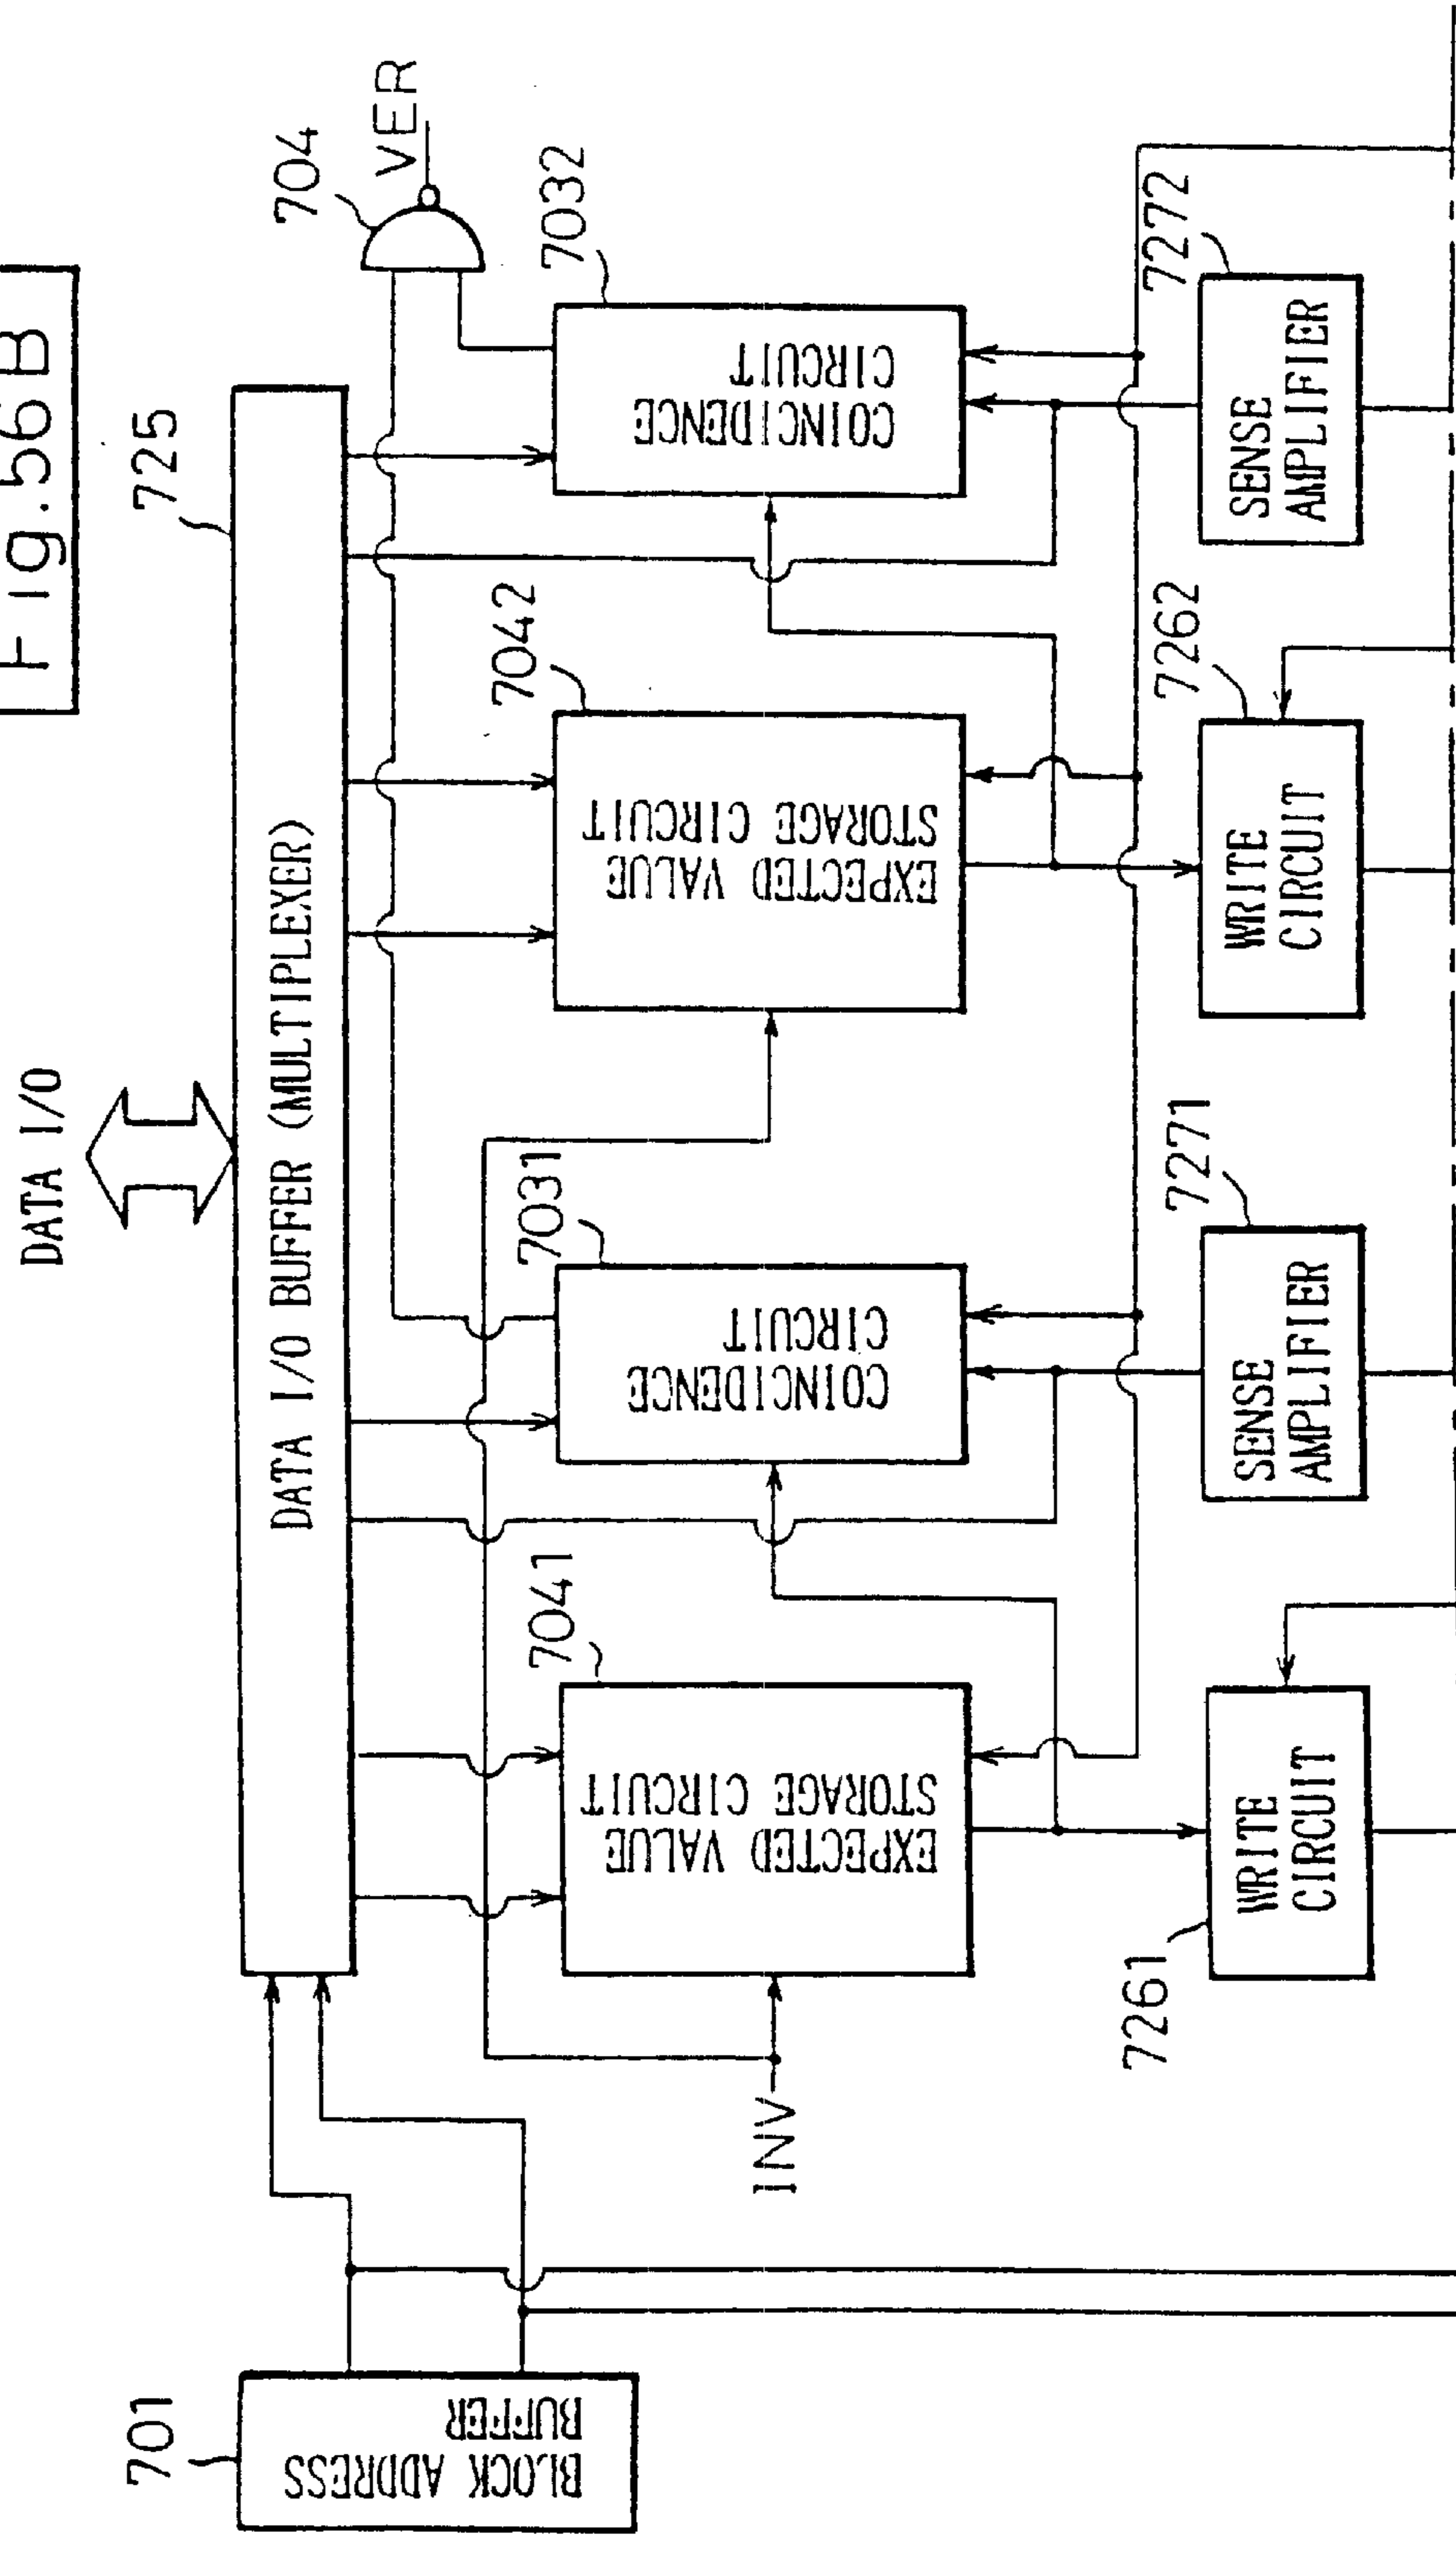 Fig.56B
DATA I/O
725
DATA I/O BUFFER (MULTIPLEXER)
704
VER
701
BLOCK ADDRESS
BUFFER
INV
7041
EXPECTED VALUE
STORAGE CIRCUIT
7031
COINCIDENCE
CIRCUIT
7042
EXPECTED VALUE
STORAGE CIRCUIT
7032
COINCIDENCE
CIRCUIT
7261
WRITE
CIRCUIT
7271
SENSE
AMPLIFIER
7262
WRITE
CIRCUIT
7272
SENSE
AMPLIFIER